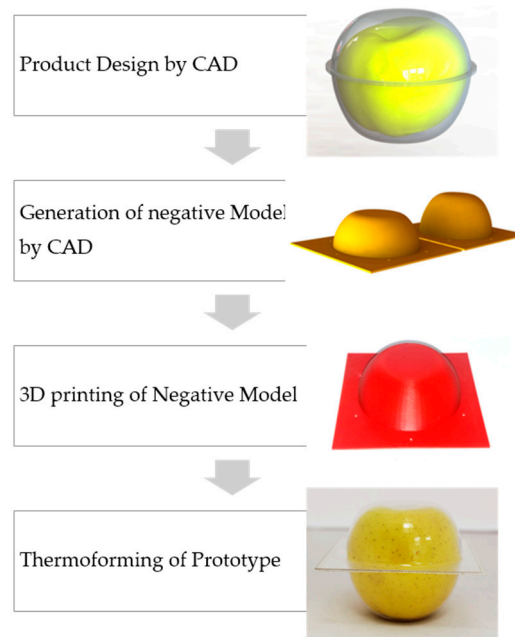 Product Design by CAD
Generation of negative Model
by CAD
3D printing of Negative Model
Thermoforming of Prototype